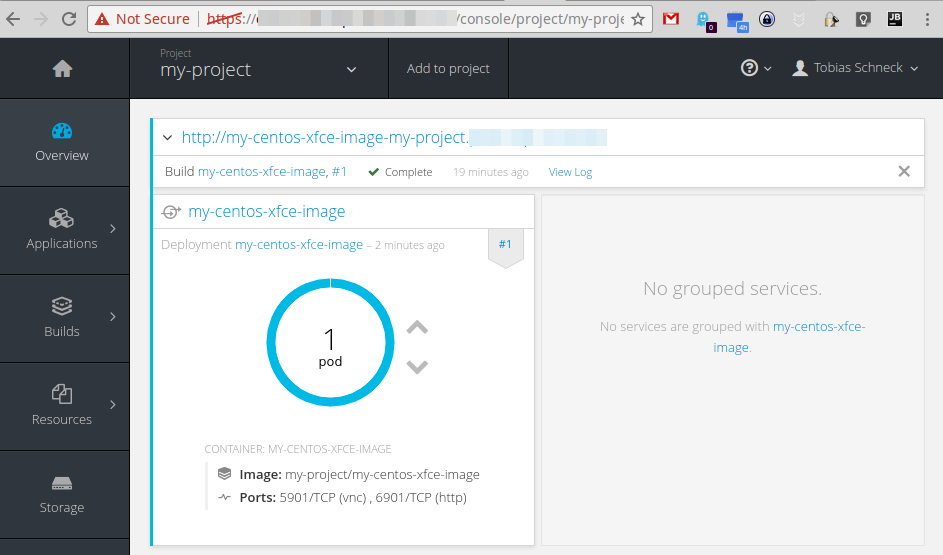 Not Secure https:// /console/project/my-proje
0
4h
JB
Project
my-project
Add to project
Tobias Schneck
Overview
Applications
Builds
Resources
Storage
http://my-centos-xfce-image-my-project.
Build my-centos-xfce-image, #1 Complete 19 minutes ago View Log
my-centos-xfce-image
Deployment my-centos-xfce-image – 2 minutes ago #1
1
pod
CONTAINER: MY-CENTOS-XFCE-IMAGE
Image: my-project/my-centos-xfce-image
Ports: 5901/TCP (vnc) , 6901/TCP (http)
No grouped services.
No services are grouped with my-centos-xfce-
image.